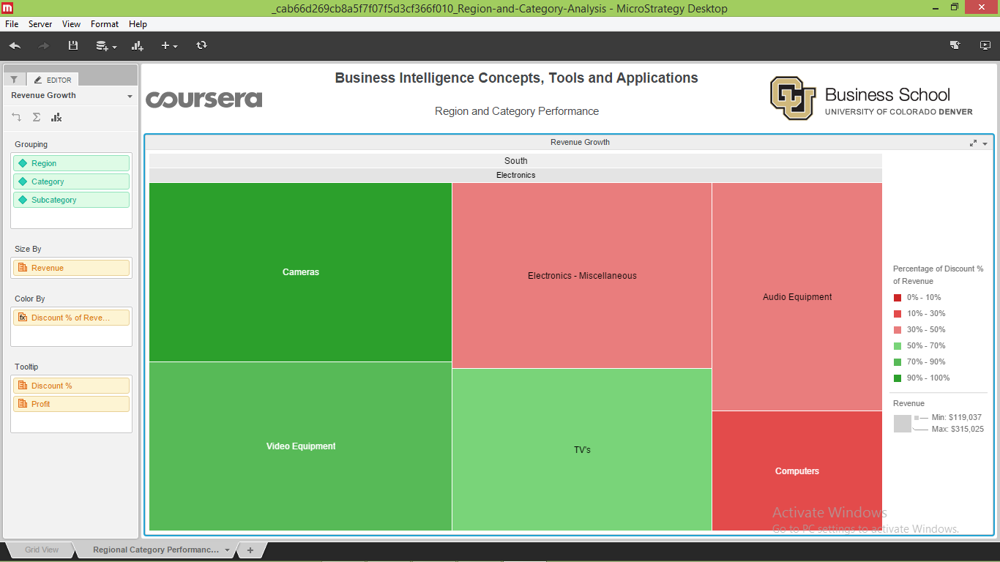 _cab66d269cb8a5f7f07f5d3cf366f010_Region-and-Category-Analysis - MicroStrategy Desktop
File Server View Format Help
EDITOR
Revenue Growth
Grouping
Region
Category
Subcategory
Size By
Revenue
Color By
Discount % of Reve...
Tooltip
Discount %
Profit
coursera
Business Intelligence Concepts, Tools and Applications
Region and Category Performance
CU
Business School
UNIVERSITY OF COLORADO DENVER
Revenue Growth
South
Electronics
Cameras
Electronics - Miscellaneous
Audio Equipment
Video Equipment
TV's
Computers
Percentage of Discount %
of Revenue
0% - 10%
10% - 30%
30% - 50%
50% - 70%
70% - 90%
90% - 100%
Revenue
Min: $119,037
Max: $315,025
Activate Windows
Go to PC settings to activate Windows.
Grid View
Regional Category Performanc...